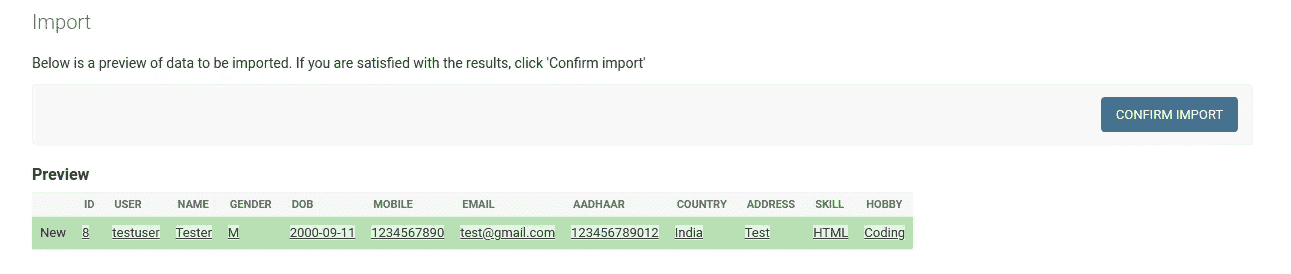 Import
Below is a preview of data to be imported. If you are satisfied with the results, click 'Confirm import'
CONFIRM IMPORT
Preview
ID USER NAME GENDER DOB MOBILE EMAIL AADHAAR COUNTRY ADDRESS SKILL HOBBY
New 8 testuser Tester M 2000-09-11 1234567890 test@gmail.com 123456789012 India Test HTML Coding